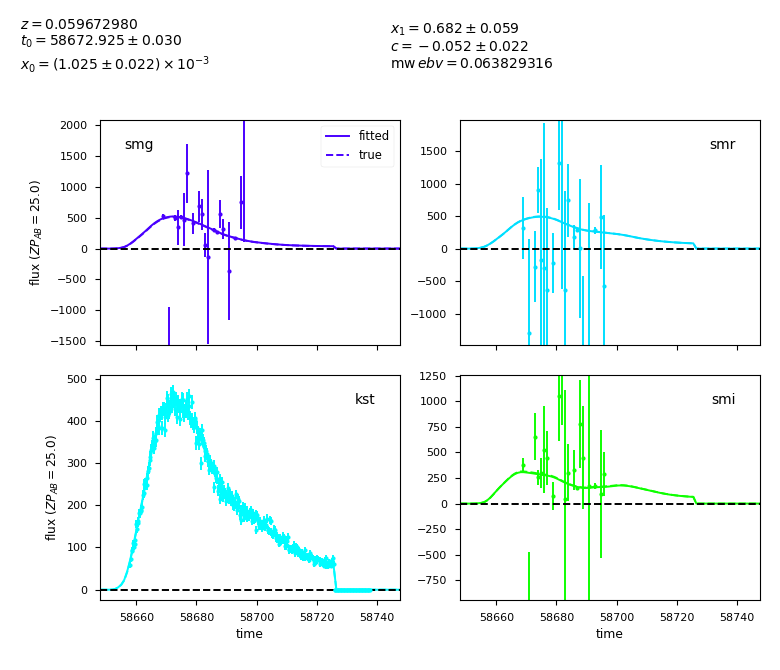 z = 0.059672980
t₀ = 58672.925 ± 0.030
x₀ = (1.025 ± 0.022) × 10⁻³
x₁ = 0.682 ± 0.059
c = −0.052 ± 0.022
mw ebv = 0.063829316
smg
fitted
true
2000
1500
1000
500
0
−500
−1000
−1500
flux (ZP_AB = 25.0)
smr
1500
1000
500
0
−500
−1000
kst
500
400
300
200
100
0
flux (ZP_AB = 25.0)
58660 58680 58700 58720 58740
time
smi
1250
1000
750
500
250
0
−250
−500
−750
58660 58680 58700 58720 58740
time